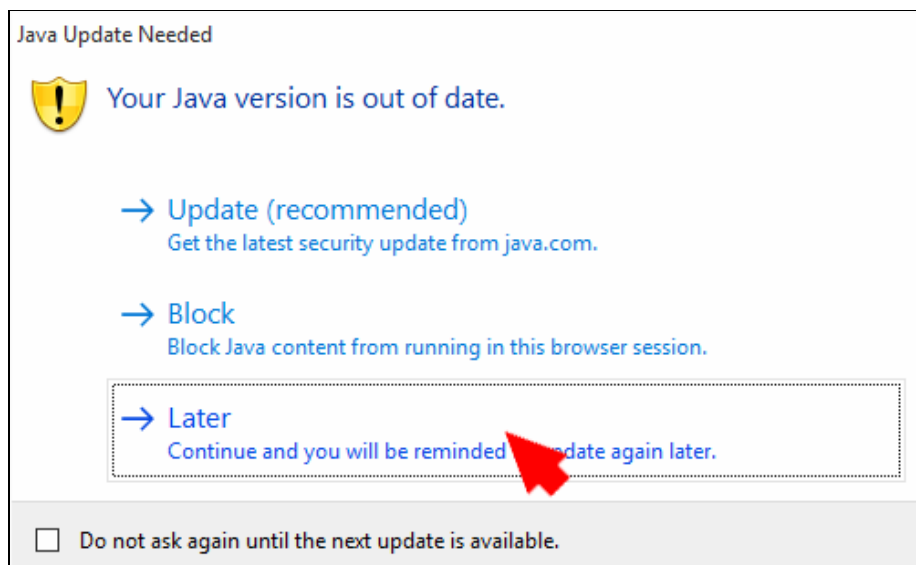 Java Update Needed
Your Java version is out of date.
Update (recommended)
Get the latest security update from java.com.
Block
Block Java content from running in this browser session.
Later
Continue and you will be reminded date again later.
Do not ask again until the next update is available.